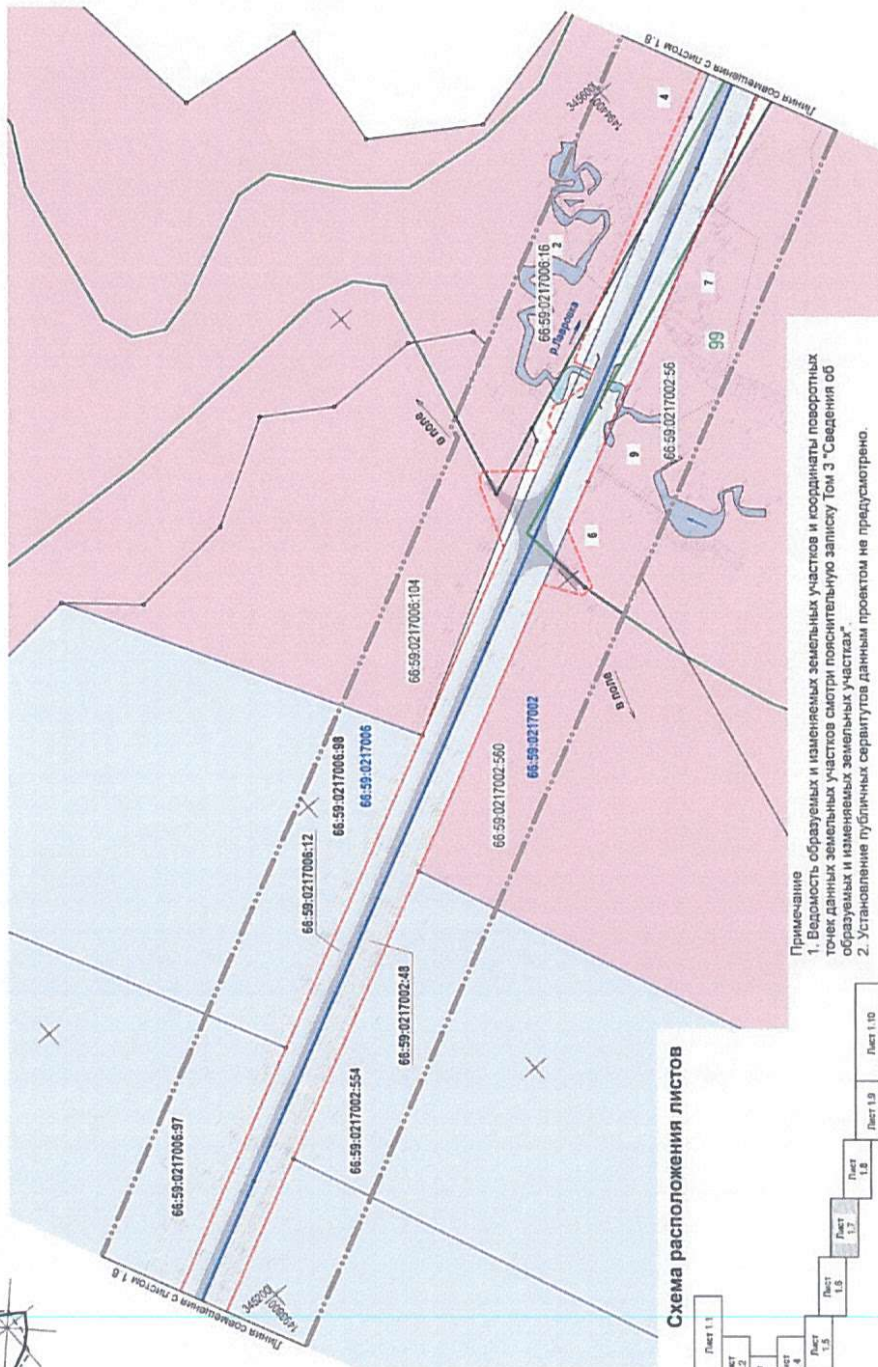 Линия совмещения с листом 1.8
345600
1494400
4
2
66:59:0217006:16
р.Лавровка
7
99
66:59:0217002:56
9
6
в поле
66:59:0217006:104
в поле
66:59:0217002:560
66:59:0217002
66:59:0217006:98
66:59:0217006
66:59:0217006:12
66:59:0217002:48
66:59:0217002:554
66:59:0217006:97
345200
Линия совмещения с листом 1.6
Примечание
1. Ведомость образуемых и изменяемых земельных участков и координаты поворотных
точек данных земельных участков смотри пояснительную записку Том 3 "Сведения об
образуемых и изменяемых земельных участках".
2. Установление публичных сервитутов данным проектом не предусмотрено.
Схема расположения листов
Лист 1.1
Лист
1.5
Лист
1.6
Лист
1.7
Лист
1.8
Лист 1.9
Лист 1.10